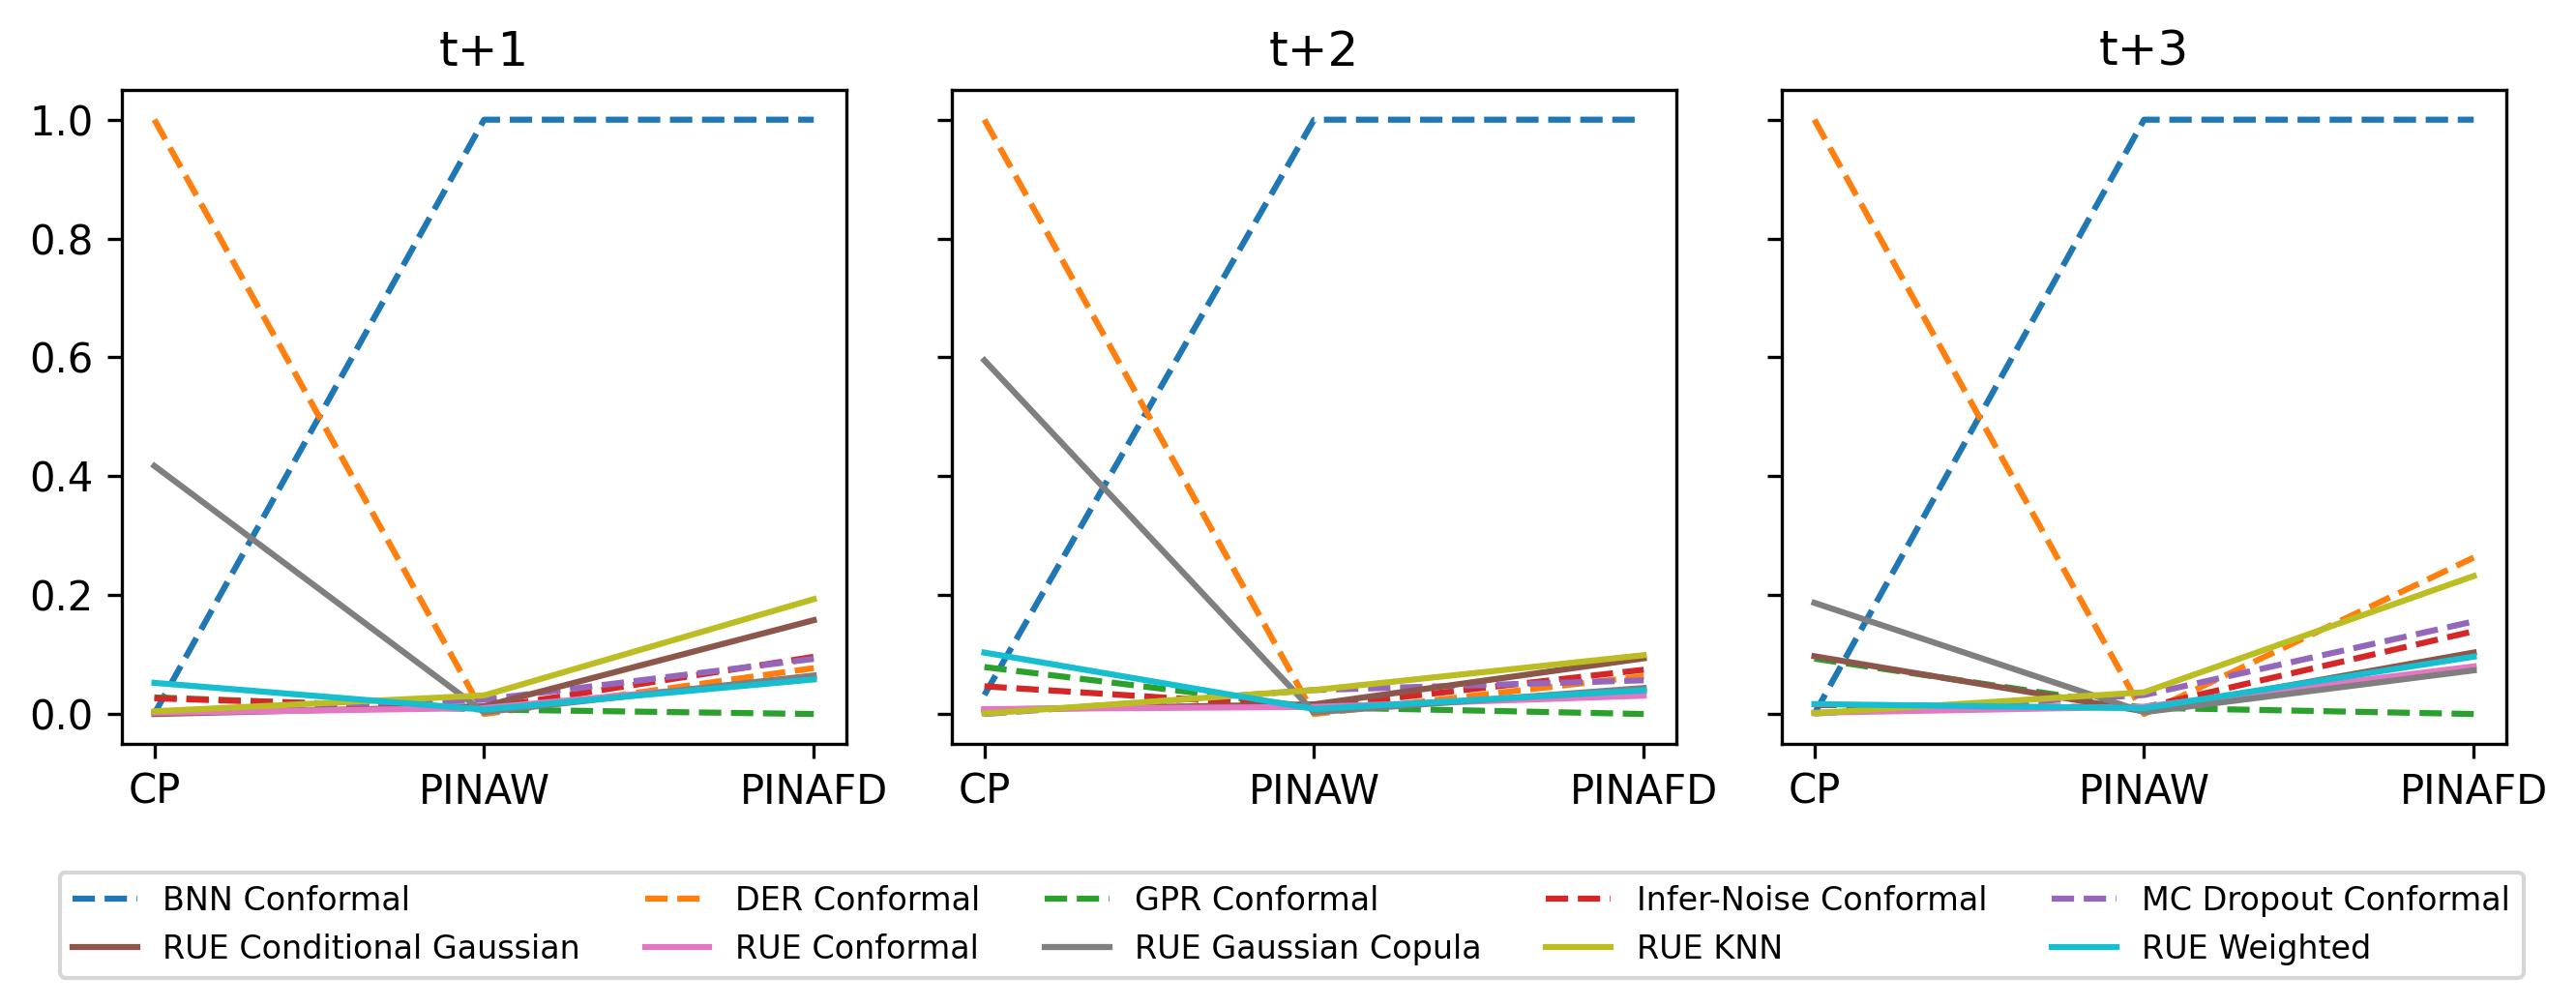 t+1 t+2 t+3
1.0
0.8
0.6
0.4
0.2
0.0
CP PINAW PINAFD CP PINAW PINAFD CP PINAW PINAFD
BNN Conformal DER Conformal GPR Conformal Infer-Noise Conformal MC Dropout Conformal
RUE Conditional Gaussian RUE Conformal RUE Gaussian Copula RUE KNN RUE Weighted